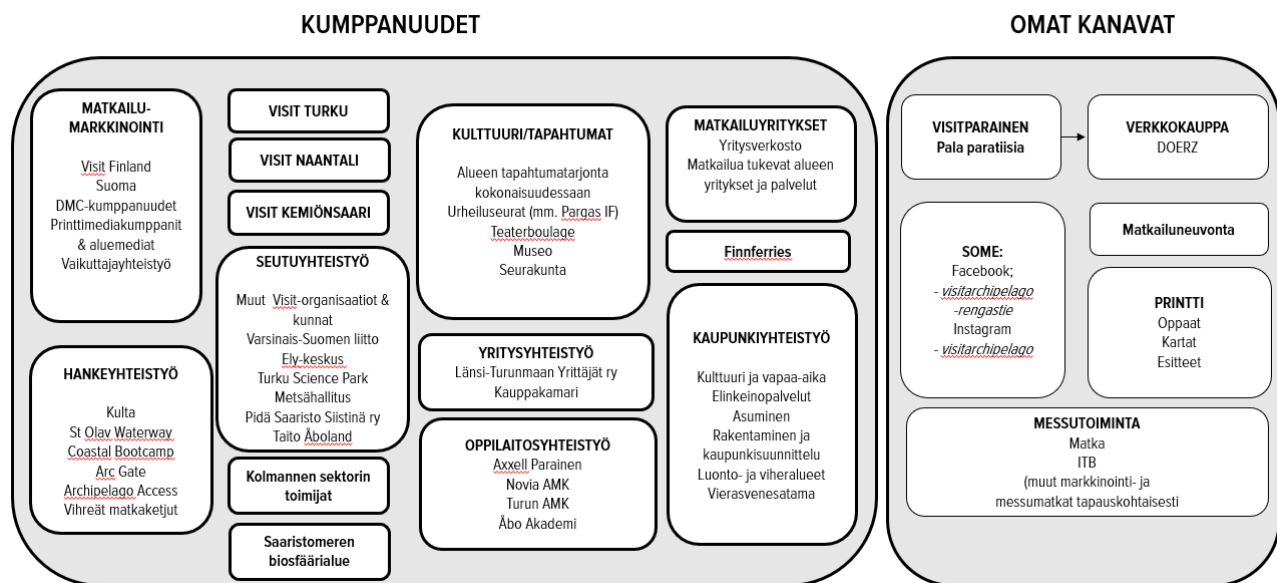 KUMPPANUUDET
MATKAILU-
MARKKINOINTI
Visit Finland
Suoma
DMC-kumppanuudet
Printtimediakumppanit
& aluemediat
Vaikuttajayhteistyö
HANKEYHTEISTYÖ
Kulta
St Olav Waterway
Coastal Bootcamp
Arc Gate
Archipelago Access
Vihreät matkaketjut
VISIT TURKU
VISIT NAANTALI
VISIT KEMIÖNSAARI
SEUTUYHTEISTYÖ
Muut Visit-organisaatiot &
kunnat
Varsinais-Suomen liitto
Ely-keskus
Turku Science Park
Metsähallitus
Pidä Saaristo Siistinä ry
Taito Åboland
Kolmannen sektorin
toimijat
Saaristomeren
biosfäärialue
KULTTUURI/TAPAHTUMAT
Alueen tapahtumatarjonta
kokonaisuudessaan
Urheiluseurat (mm. Pargas IF)
Teaterboulage
Museo
Seurakunta
YRITYSYHTEISTYÖ
Länsi-Turunmaan Yrittäjät ry
Kauppakamari
OPPILAITOSYHTEISTYÖ
Axxell Parainen
Novia AMK
Turun AMK
Åbo Akademi
MATKAILUYRITYKSET
Yritysverkosto
Matkailua tukevat alueen
yritykset ja palvelut
Finnferries
KAUPUNKIYHTEISTYÖ
Kulttuuri ja vapaa-aika
Elinkeinopalvelut
Asuminen
Rakentaminen ja
kaupunkisuunnittelu
Luonto- ja viheralueet
Vierasvenesatama
OMAT KANAVAT
VISITPARAINEN
Pala paratiisia
VERKKOKAUPPA
DOERZ
SOME:
Facebook;
- visitarchipelago
-rengastie
Instagram
- visitarchipelago
Matkailuneuvonta
PRINTTI
Oppaat
Kartat
Esitteet
MESSUTOIMINTA
Matka
ITB
(muut markkinointi- ja
messumatkat tapauskohtaisesti